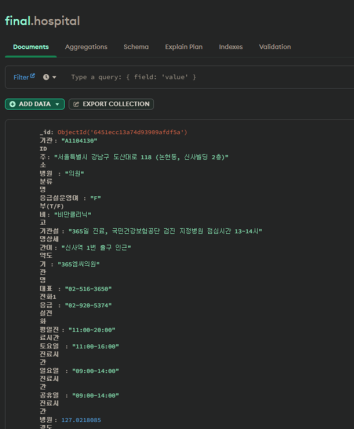 final.hospital
Documents Aggregations Schema Explain Plan Indexes Validation
Filter Type a query: { field: 'value' }
ADD DATA EXPORT COLLECTION
_id: ObjectId('6451ecc13a74d93989afdf5a')
기관 : "A1104130"
ID
주 : "서울특별시 강남구 도산대로 118 (논현동, 신사빌딩 2층)"
소
병원 : "의원"
분류
명
응급실운영여 : "F"
부(T/F)
비 : "비만클리닉"
고
기관설 : "365일 진료, 국민건강보험공단 검진 지정병원 점심시간 13-14시"
명상세
간이 : "신사역 1번 출구 인근"
약도
기 : "365엠씨의원"
관
명
대표 : "02-516-3650"
전화1
응급 : "02-920-5374"
실전
화
평일진 : "11:00-20:00"
료시간
토요일 : "11:00-16:00"
진료시
간
일요일 : "09:00-14:00"
진료시
간
공휴일 : "09:00-14:00"
진료시
간
병원 : 127.0210085
경도